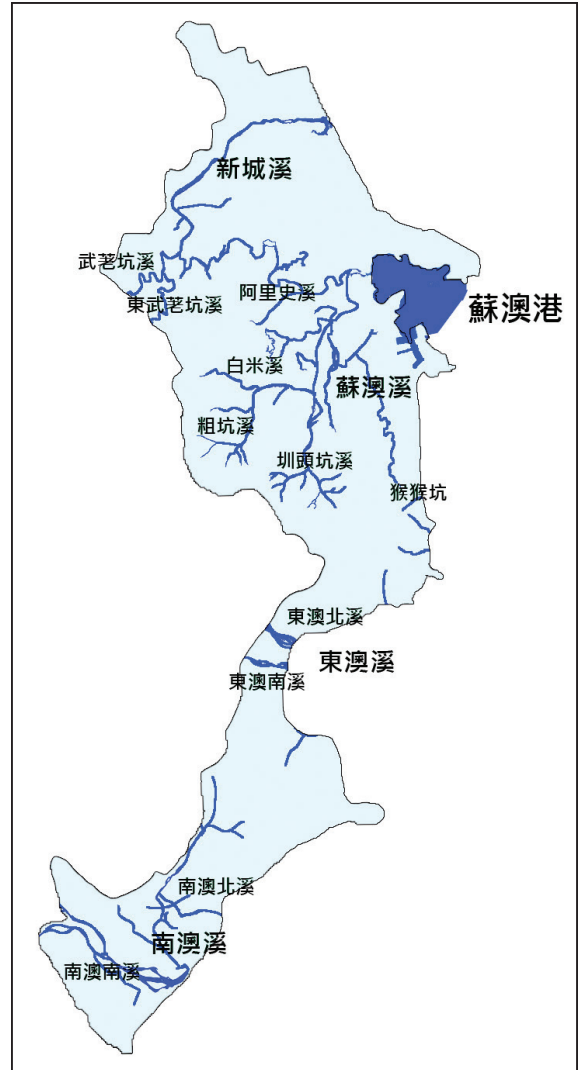 新城溪
武荖坑溪
東武荖坑溪
阿里史溪
蘇澳港
白米溪
蘇澳溪
粗坑溪
圳頭坑溪
猴猴坑
東澳北溪
東澳溪
東澳南溪
南澳北溪
南澳溪
南澳南溪